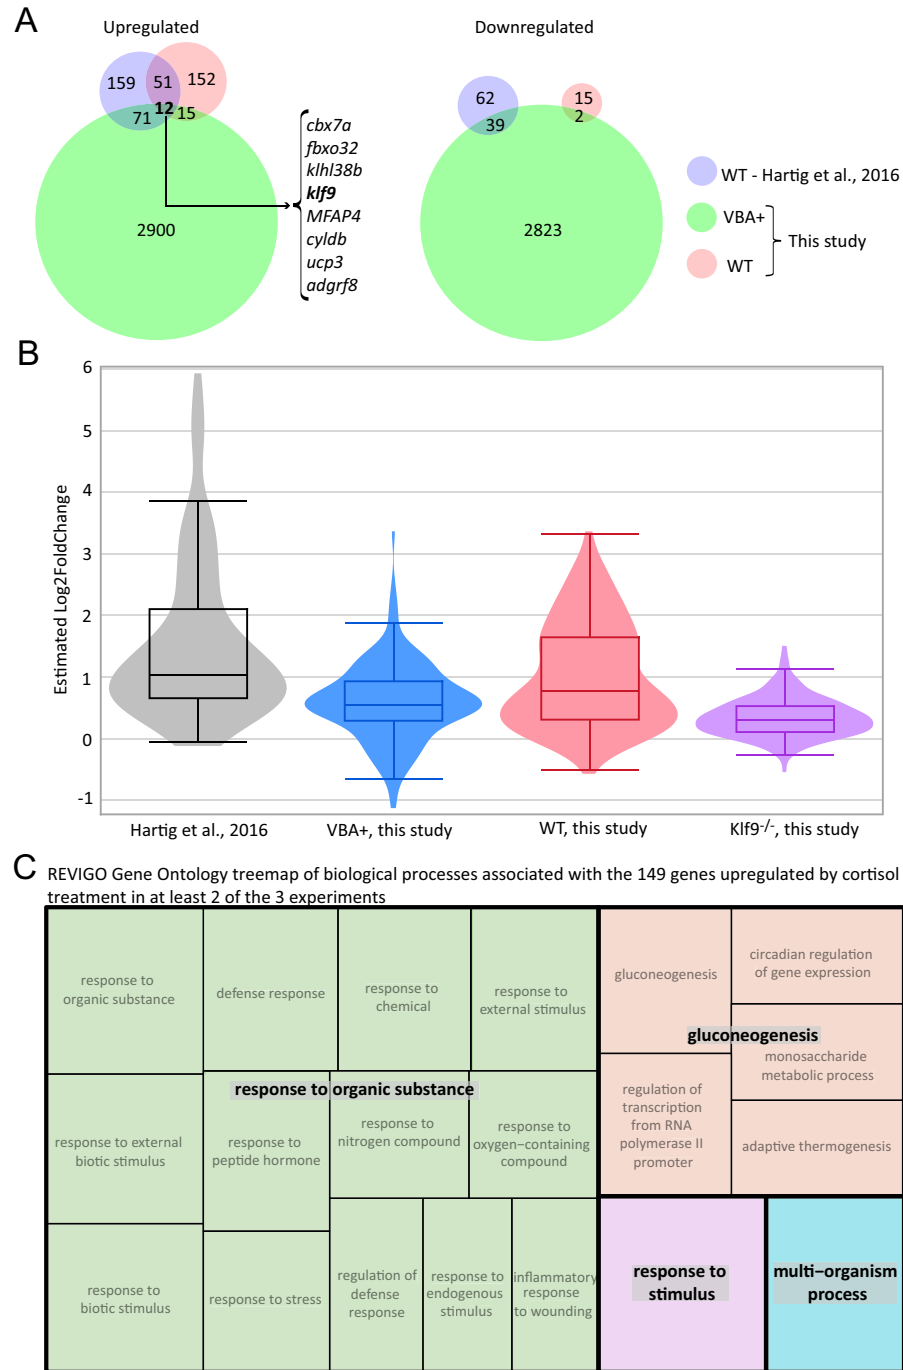 A
Upregulated
Downregulated
159
51
152
71
12
15
2900
cbx7a
fbxo32
klhl38b
klf9
MFAP4
cyldb
ucp3
adgrf8
62
39
15
2
2823
WT - Hartig et al., 2016
VBA+
WT
This study
B
Estimated Log2FoldChange
6
5
4
3
2
1
0
-1
Hartig et al., 2016
VBA+, this study
WT, this study
Klf9-/-, this study
C
REVIGO Gene Ontology treemap of biological processes associated with the 149 genes upregulated by cortisol
treatment in at least 2 of the 3 experiments
response to
organic substance
defense response
response to
chemical
response to
external stimulus
response to external
biotic stimulus
response to
peptide hormone
response to
nitrogen compound
response to
oxygen−containing
compound
response to organic substance
response to
biotic stimulus
response to stress
regulation of
defense
response
response to
endogenous
stimulus
inflammatory
response
to wounding
gluconeogenesis
circadian regulation
of gene expression
gluconeogenesis
monosaccharide
metabolic process
regulation of
transcription
from RNA
polymerase II
promoter
adaptive thermogenesis
response to
stimulus
multi−organism
process